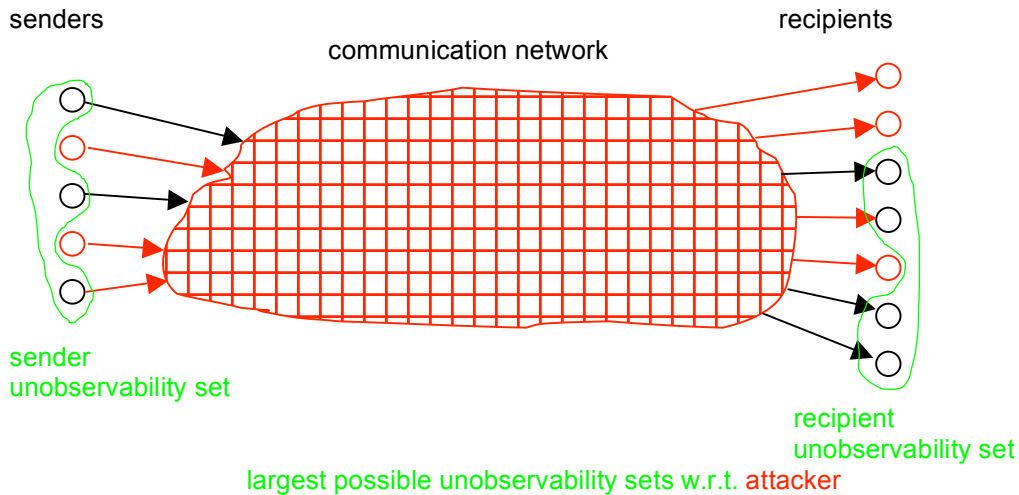 senders
recipients
communication network
sender
unobservability set
recipient
unobservability set
largest possible unobservability sets w.r.t. attacker